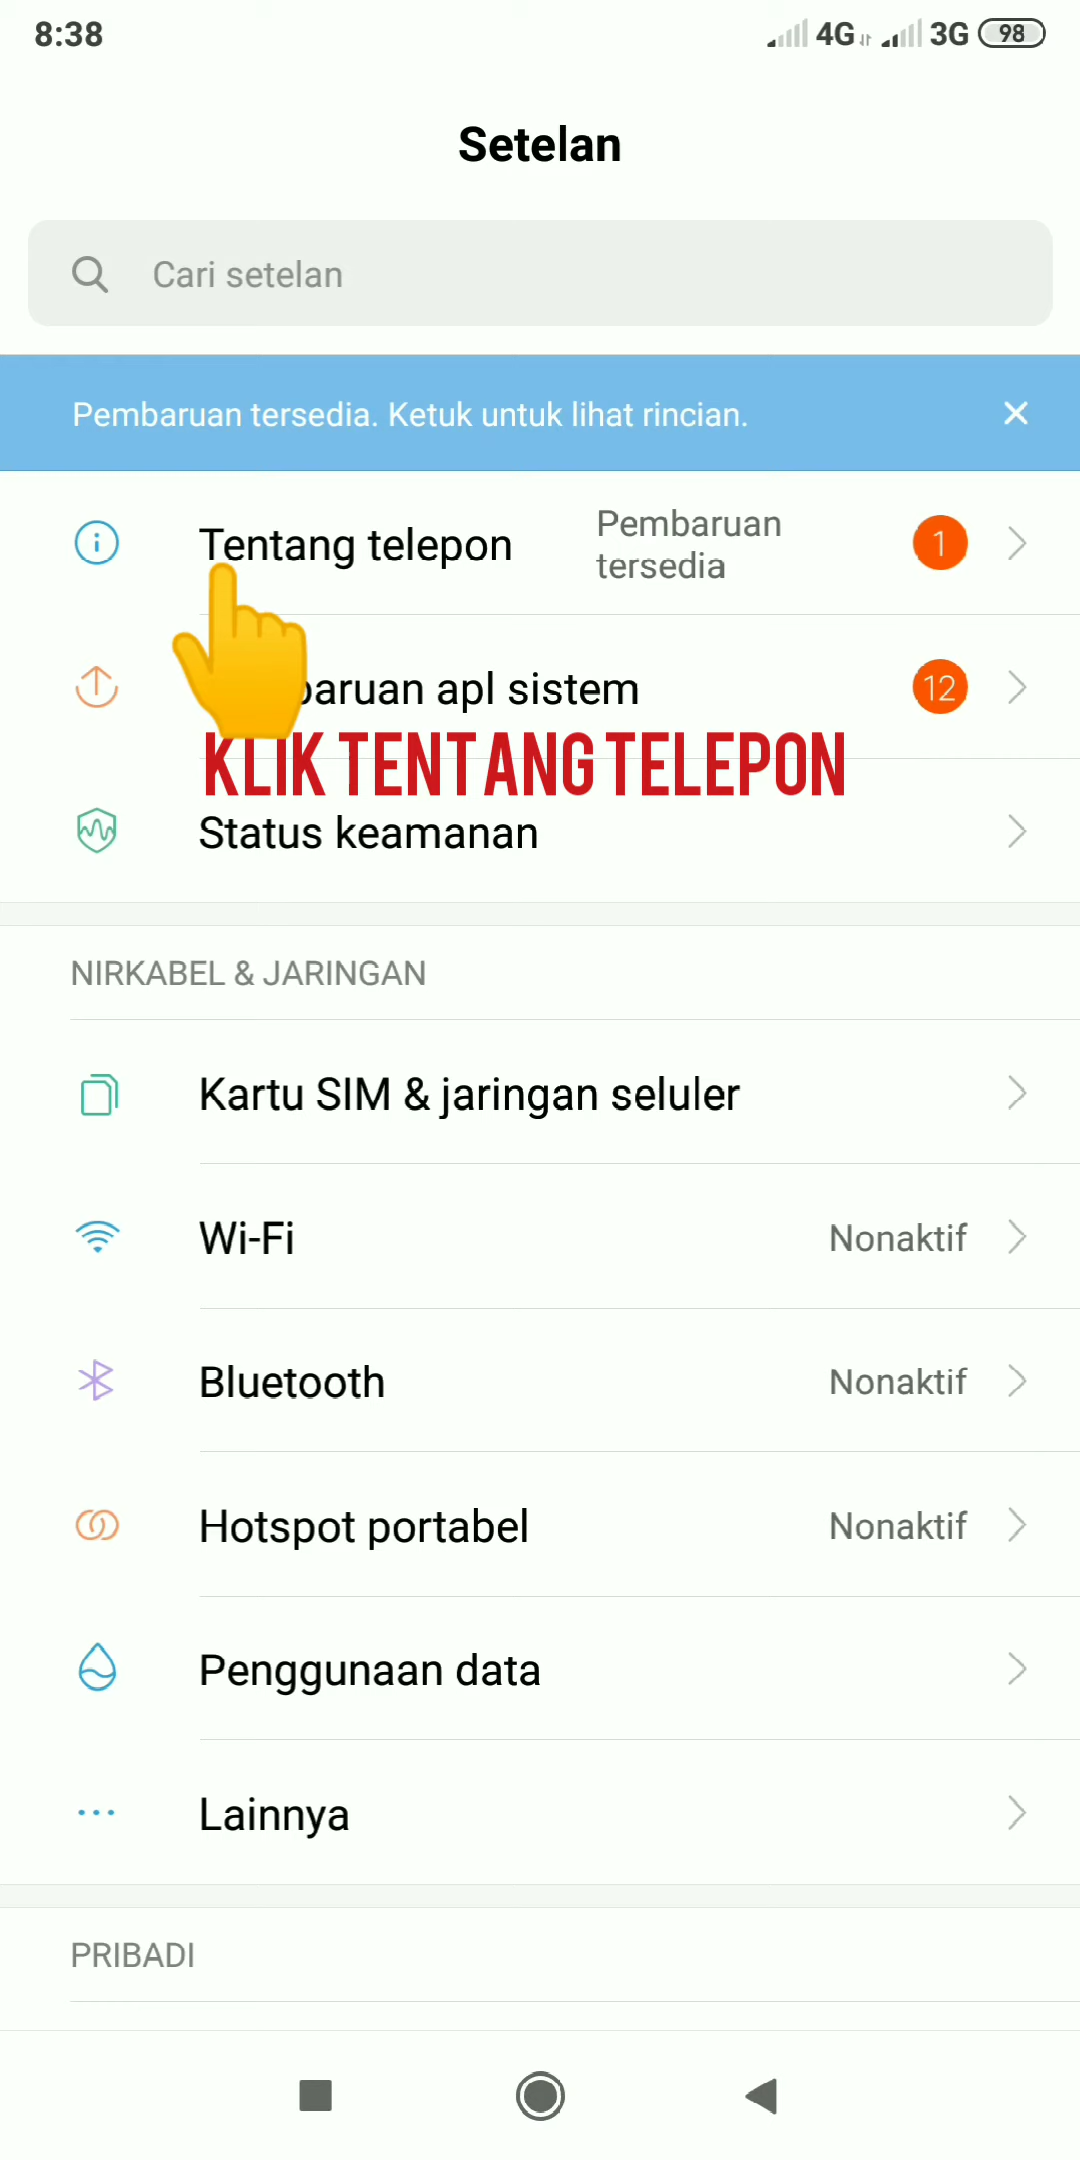 8:38
4G
3G
98
Setelan
Cari setelan
Pembaruan tersedia. Ketuk untuk lihat rincian.
Tentang telepon
Pembaruan
tersedia
1
baruan apl sistem
12
KLIK TENTANG TELEPON
Status keamanan
NIRKABEL & JARINGAN
Kartu SIM & jaringan seluler
Wi-Fi
Nonaktif
Bluetooth
Nonaktif
Hotspot portabel
Nonaktif
Penggunaan data
Lainnya
PRIBADI